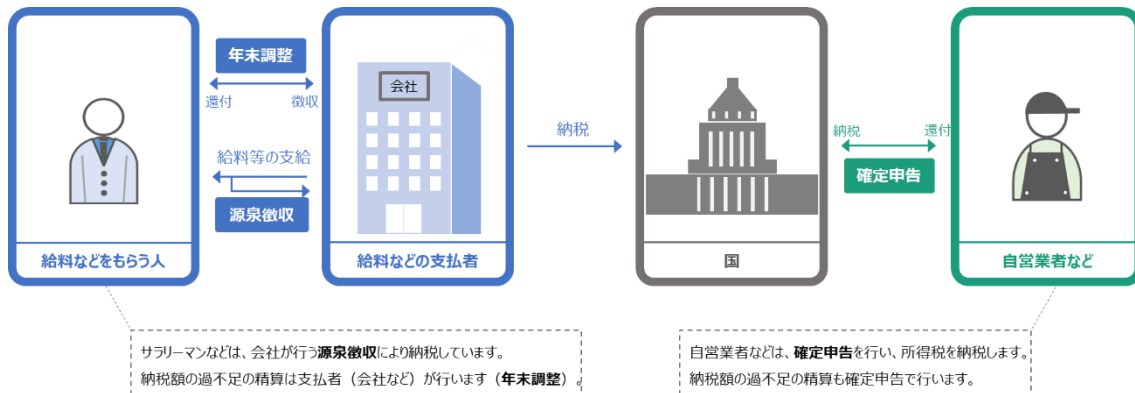 年末調整
還付 徴収
給料等の支給
源泉徴収
会社
納税
納税 還付
確定申告
給料などをもらう人
給料などの支払者
国
自営業者など
サラリーマンなどは、会社が行う源泉徴収により納税しています。
納税額の過不足の精算は支払者（会社など）が行います（年末調整）。
自営業者などは、確定申告を行い、所得税を納税します。
納税額の過不足の精算も確定申告で行います。